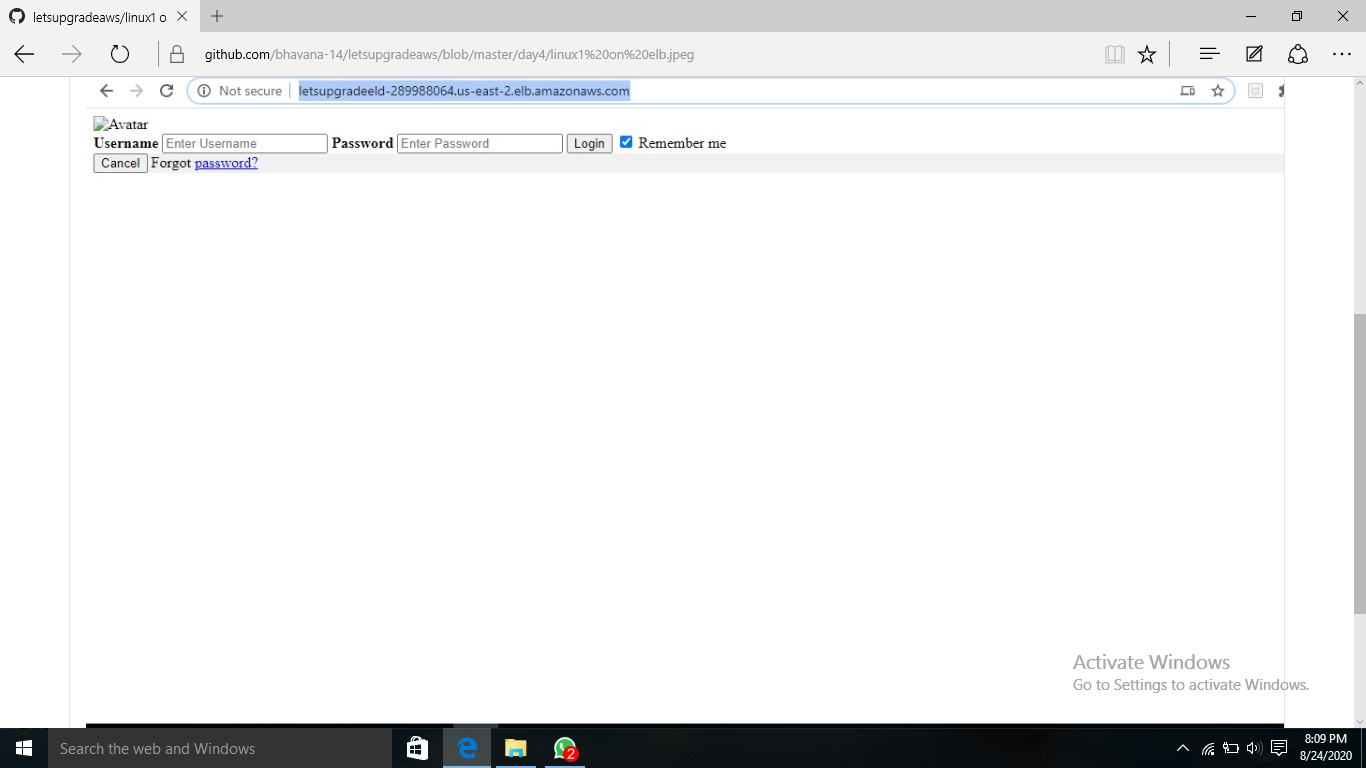 letsupgradeaws/linux1 o
github.com/bhavana-14/letsupgradeaws/blob/master/day4/linux1%20on%20elb.jpeg
Not secure letsupgradeeld-289988064.us-east-2.elb.amazonaws.com
Avatar
Username Enter Username Password Enter Password Login Remember me
Cancel Forgot password?
Activate Windows
Go to Settings to activate Windows.
Search the web and Windows
2
8:09 PM
8/24/2020